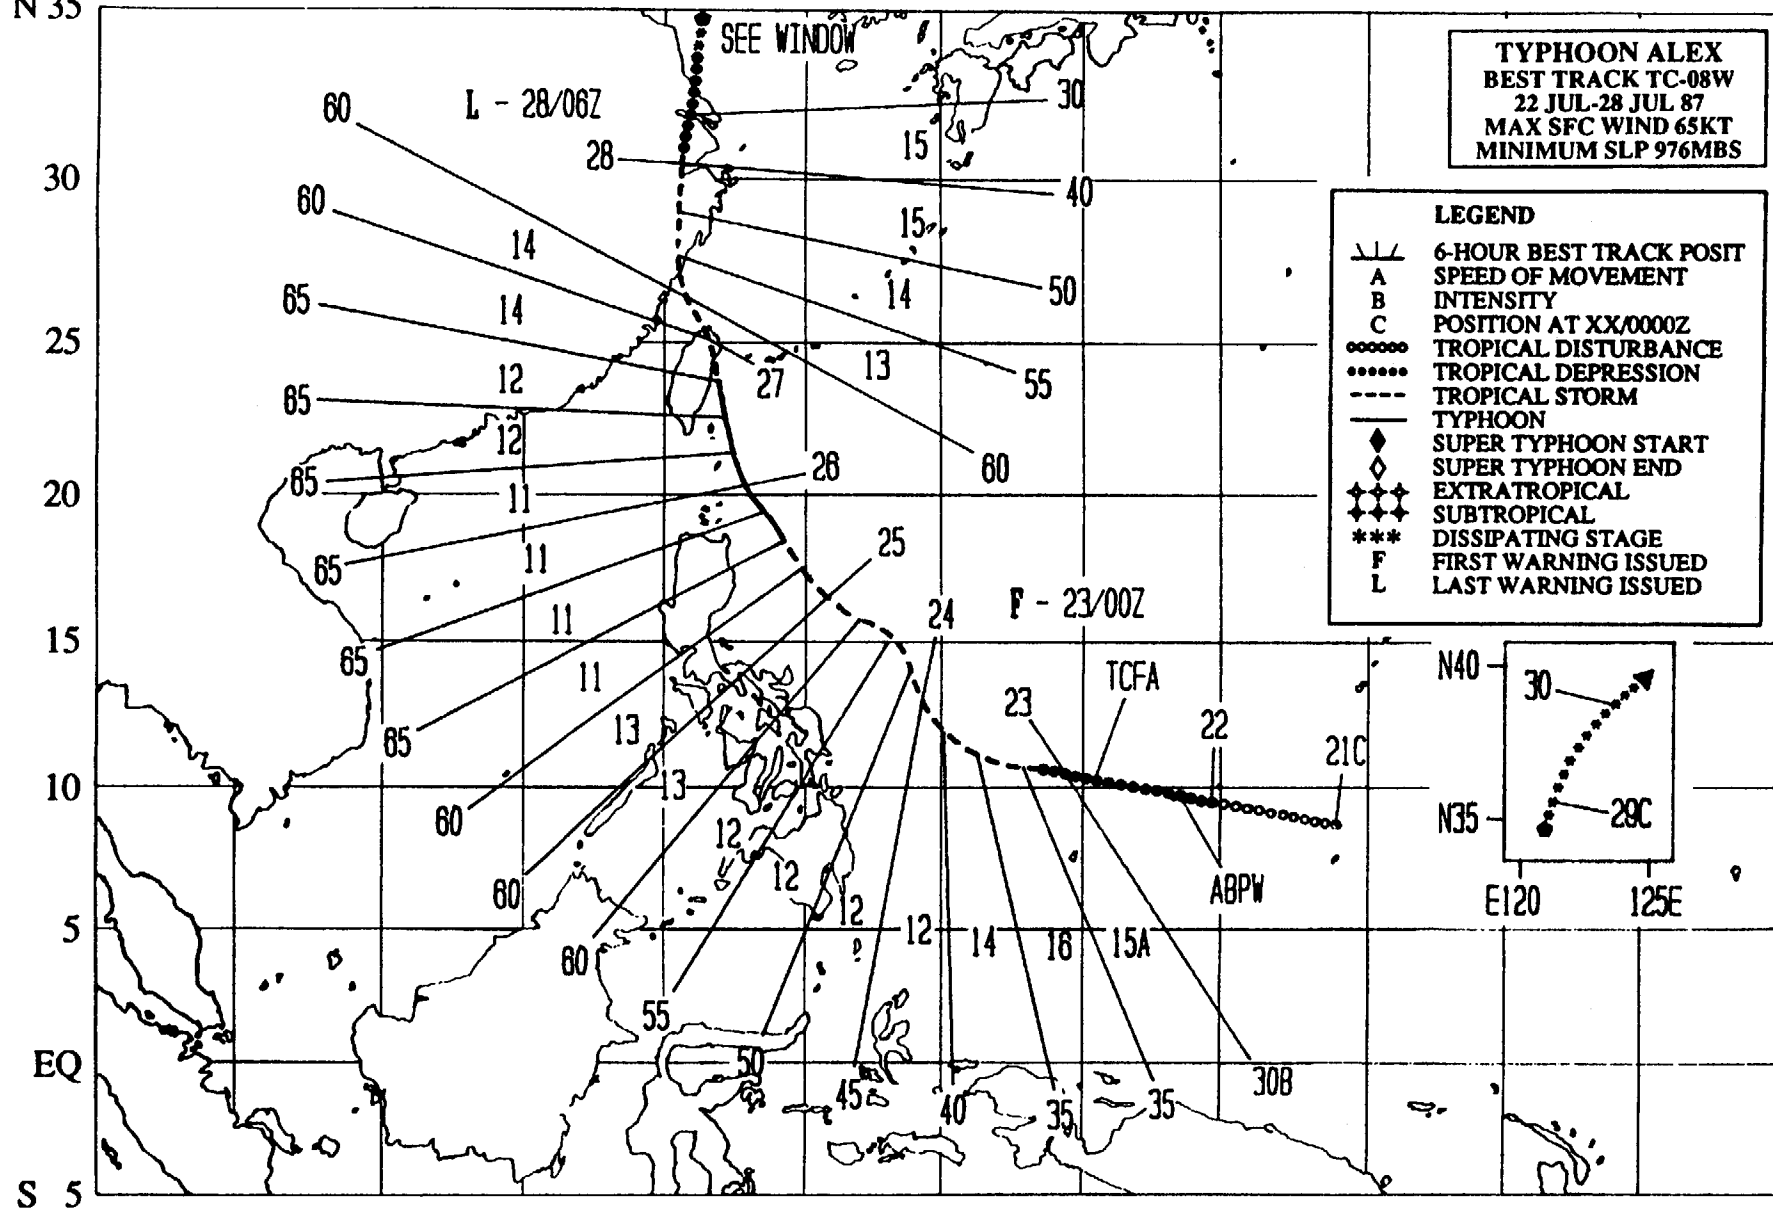 N 35
30
25
20
15
10
5
EQ
S 5
SEE WINDOW
L - 28/06Z
TYPHOON ALEX
BEST TRACK TC-08W
22 JUL-28 JUL 87
MAX SFC WIND 65KT
MINIMUM SLP 976MBS
LEGEND
6-HOUR BEST TRACK POSIT
A SPEED OF MOVEMENT
B INTENSITY
C POSITION AT XX/0000Z
TROPICAL DISTURBANCE
TROPICAL DEPRESSION
TROPICAL STORM
TYPHOON
SUPER TYPHOON START
SUPER TYPHOON END
EXTRATROPICAL
SUBTROPICAL
*** DISSIPATING STAGE
F FIRST WARNING ISSUED
L LAST WARNING ISSUED
60
30
15
28
40
60
15
14
50
65
14
14
13
55
27
12
65
12
60
26
65
11
25
65
11
24
F - 23/00Z
11
65
11
TCFA
23
22
21C
65
13
13
60
12
12
ABPW
60
12
12
14
16
15A
60
55
50
45
40
35
35
30B
N40
30
N35
29C
E120
125E